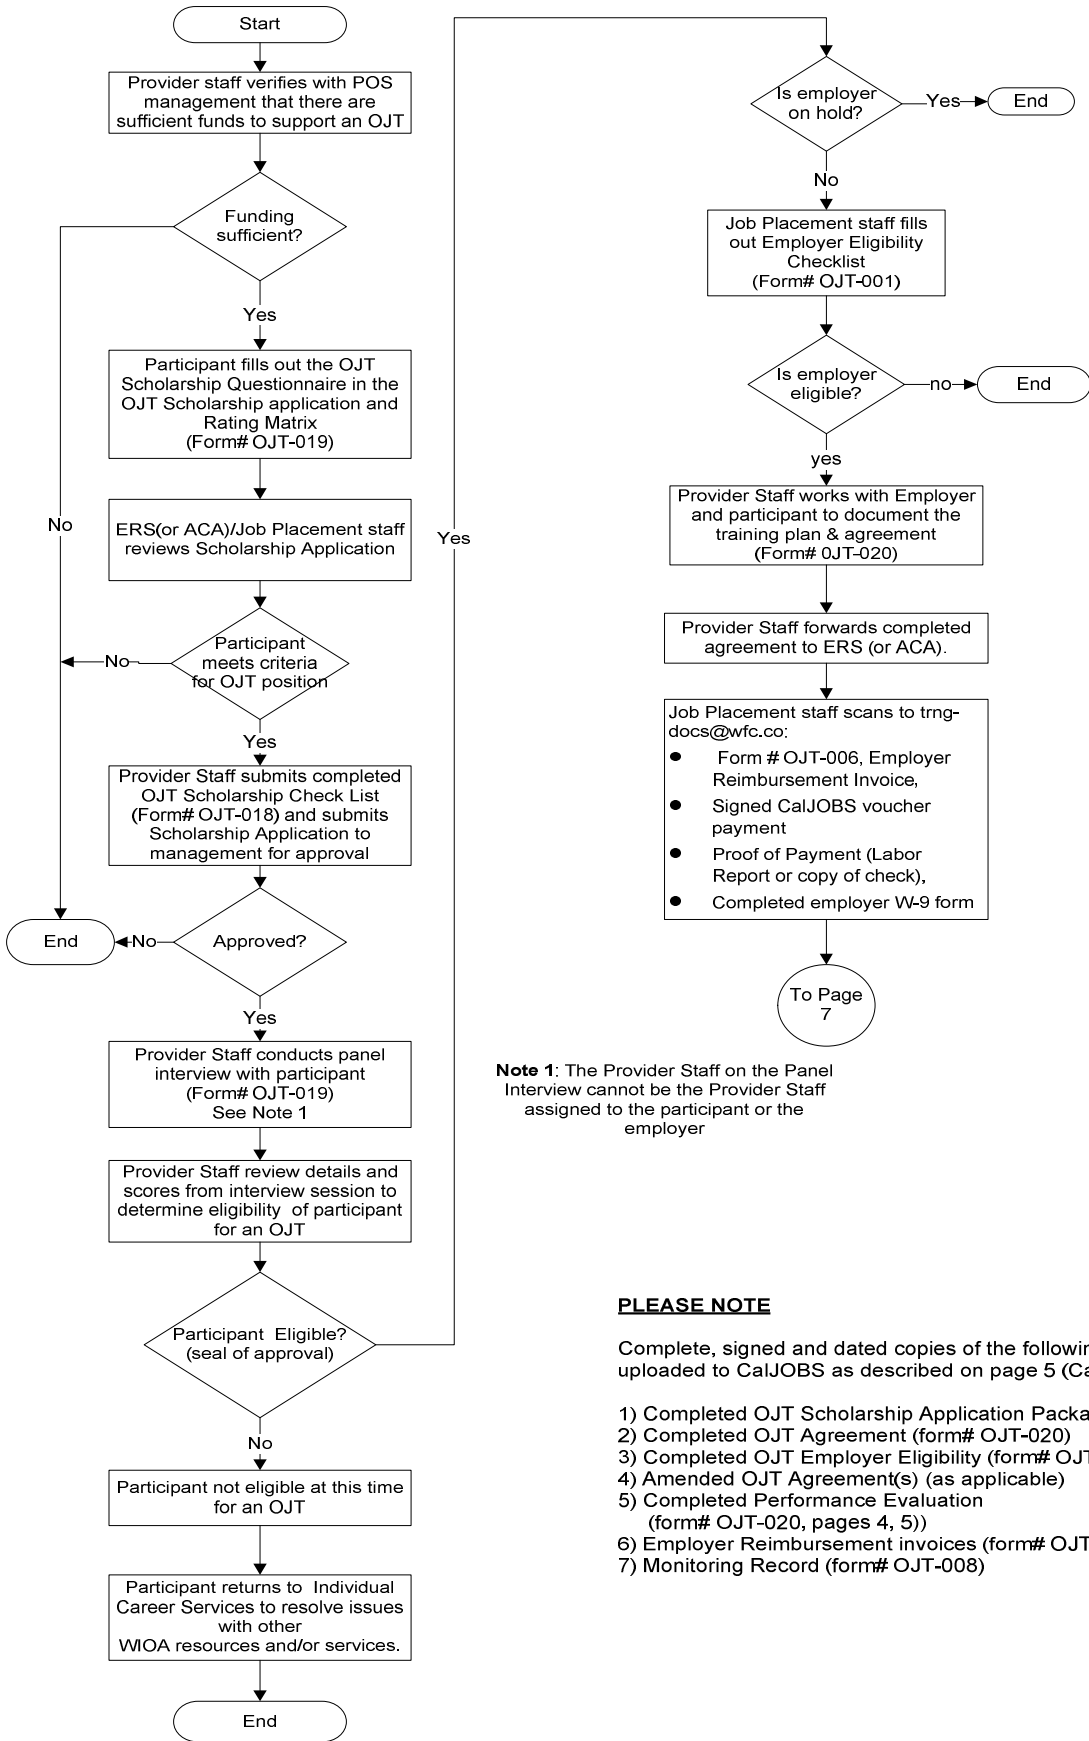 Start
Provider staff verifies with POS
management that there are
sufficient funds to support an OJT
Funding
sufficient?
No
Yes
Participant fills out the OJT
Scholarship Questionnaire in the
OJT Scholarship application and
Rating Matrix
(Form# OJT-019)
ERS(or ACA)/Job Placement staff
reviews Scholarship Application
Participant
meets criteria
for OJT position
No
Yes
Provider Staff submits completed
OJT Scholarship Check List
(Form# OJT-018) and submits
Scholarship Application to
management for approval
Approved?
No
End
Yes
Provider Staff conducts panel
interview with participant
(Form# OJT-019)
See Note 1
Provider Staff review details and
scores from interview session to
determine eligibility of participant
for an OJT
Participant Eligible?
(seal of approval)
No
Participant not eligible at this time
for an OJT
Participant returns to Individual
Career Services to resolve issues
with other
WIOA resources and/or services.
End
Yes
Is employer
on hold?
Yes
End
No
Job Placement staff fills
out Employer Eligibility
Checklist
(Form# OJT-001)
Is employer
eligible?
no
End
yes
Provider Staff works with Employer
and participant to document the
training plan & agreement
(Form# 0JT-020)
Provider Staff forwards completed
agreement to ERS (or ACA).
Job Placement staff scans to trng-
docs@wfc.co:
● Form # OJT-006, Employer
Reimbursement Invoice,
● Signed CalJOBS voucher
payment
● Proof of Payment (Labor
Report or copy of check),
● Completed employer W-9 form
To Page
7
Note 1: The Provider Staff on the Panel
Interview cannot be the Provider Staff
assigned to the participant or the
employer
PLEASE NOTE
Complete, signed and dated copies of the followin
uploaded to CalJOBS as described on page 5 (Ca
1) Completed OJT Scholarship Application Packa
2) Completed OJT Agreement (form# OJT-020)
3) Completed OJT Employer Eligibility (form# OJT
4) Amended OJT Agreement(s) (as applicable)
5) Completed Performance Evaluation
(form# OJT-020, pages 4, 5))
6) Employer Reimbursement invoices (form# OJT
7) Monitoring Record (form# OJT-008)